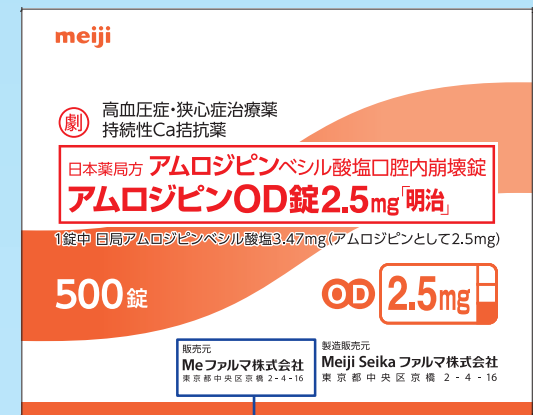 meiji
劇
高血圧症・狭心症治療薬
持続性Ca拮抗薬
日本薬局方 アムロジピンベシル酸塩口腔内崩壊錠
アムロジピンOD錠2.5mg「明治」
1錠中 日局アムロジピンベシル酸塩3.47mg(アムロジピンとして2.5mg)
500錠
OD 2.5mg
販売元
Meファルマ株式会社
東京都中央区京橋 2-4-16
製造販売元
Meiji Seika ファルマ株式会社
東京都中央区京橋 2-4-16